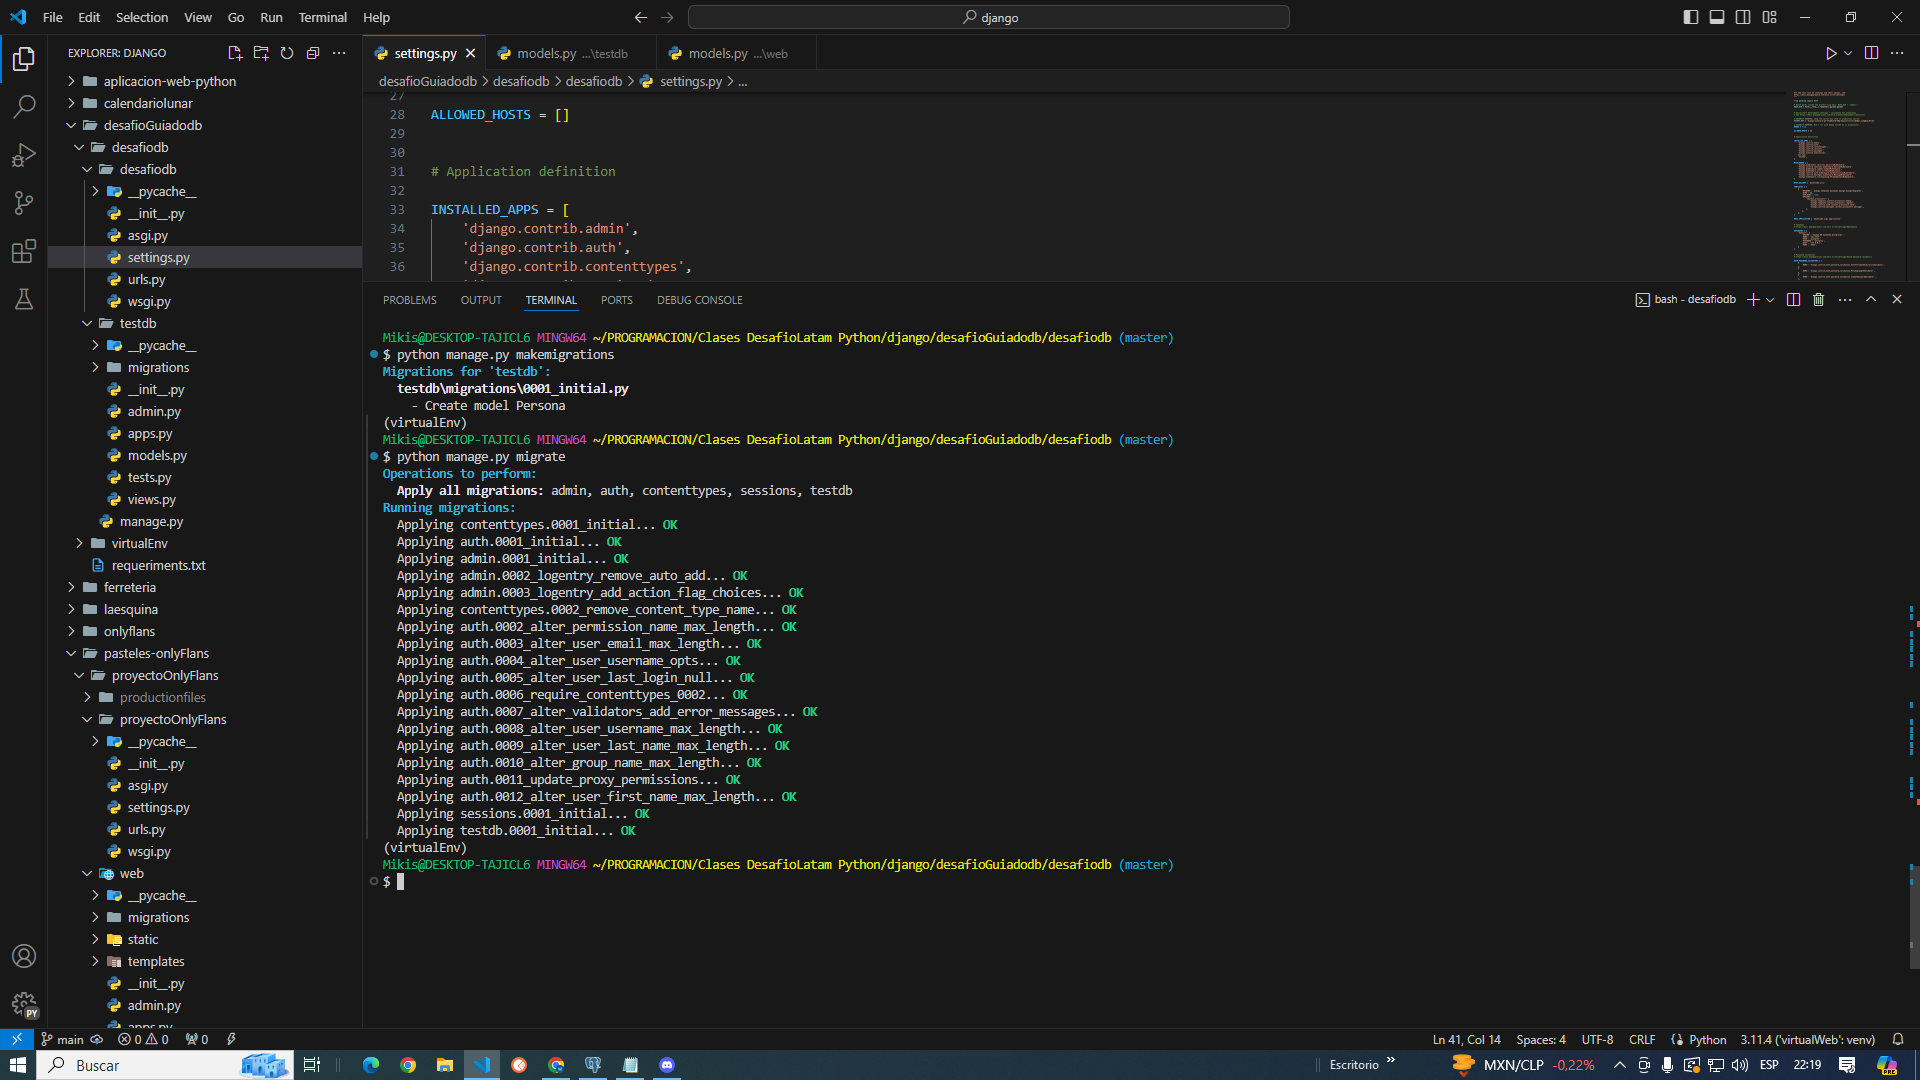 File Edit Selection View Go Run Terminal Help
django
EXPLORER: DJANGO
aplicacion-web-python
calendariolunar
desafioGuiadodb
desafiodb
desafiodb
__pycache__
__init__.py
asgi.py
settings.py
urls.py
wsgi.py
testdb
__pycache__
migrations
__init__.py
admin.py
apps.py
models.py
tests.py
views.py
manage.py
virtualEnv
requeriments.txt
ferreteria
laesquina
onlyflans
pasteles-onlyFlans
proyectoOnlyFlans
productionfiles
proyectoOnlyFlans
__pycache__
__init__.py
asgi.py
settings.py
urls.py
wsgi.py
web
__pycache__
migrations
static
templates
__init__.py
admin.py
apps.py
settings.py models.py ...\testdb models.py ...\web
desafioGuiadodb > desafiodb > desafiodb > settings.py > ...
27
28 ALLOWED_HOSTS = []
29
30
31 # Application definition
32
33 INSTALLED_APPS = [
34 'django.contrib.admin',
35 'django.contrib.auth',
36 'django.contrib.contenttypes',
PROBLEMS OUTPUT TERMINAL PORTS DEBUG CONSOLE
bash - desafiodb
Mikis@DESKTOP-TAJICL6 MINGW64 ~/PROGRAMACION/Clases DesafioLatam Python/django/desafioGuiadodb/desafiodb (master)
$ python manage.py makemigrations
Migrations for 'testdb':
testdb\migrations\0001_initial.py
- Create model Persona
(virtualEnv)
Mikis@DESKTOP-TAJICL6 MINGW64 ~/PROGRAMACION/Clases DesafioLatam Python/django/desafioGuiadodb/desafiodb (master)
$ python manage.py migrate
Operations to perform:
Apply all migrations: admin, auth, contenttypes, sessions, testdb
Running migrations:
Applying contenttypes.0001_initial... OK
Applying auth.0001_initial... OK
Applying admin.0001_initial... OK
Applying admin.0002_logentry_remove_auto_add... OK
Applying admin.0003_logentry_add_action_flag_choices... OK
Applying contenttypes.0002_remove_content_type_name... OK
Applying auth.0002_alter_permission_name_max_length... OK
Applying auth.0003_alter_user_email_max_length... OK
Applying auth.0004_alter_user_username_opts... OK
Applying auth.0005_alter_user_last_login_null... OK
Applying auth.0006_require_contenttypes_0002... OK
Applying auth.0007_alter_validators_add_error_messages... OK
Applying auth.0008_alter_user_username_max_length... OK
Applying auth.0009_alter_user_last_name_max_length... OK
Applying auth.0010_alter_group_name_max_length... OK
Applying auth.0011_update_proxy_permissions... OK
Applying auth.0012_alter_user_first_name_max_length... OK
Applying sessions.0001_initial... OK
Applying testdb.0001_initial... OK
(virtualEnv)
Mikis@DESKTOP-TAJICL6 MINGW64 ~/PROGRAMACION/Clases DesafioLatam Python/django/desafioGuiadodb/desafiodb (master)
$
PY
main 0 0 0 Ln 41, Col 14 Spaces: 4 UTF-8 CRLF Python 3.11.4 ('virtualWeb': venv)
Buscar Escritorio MXN/CLP -0,22% ESP 22:19